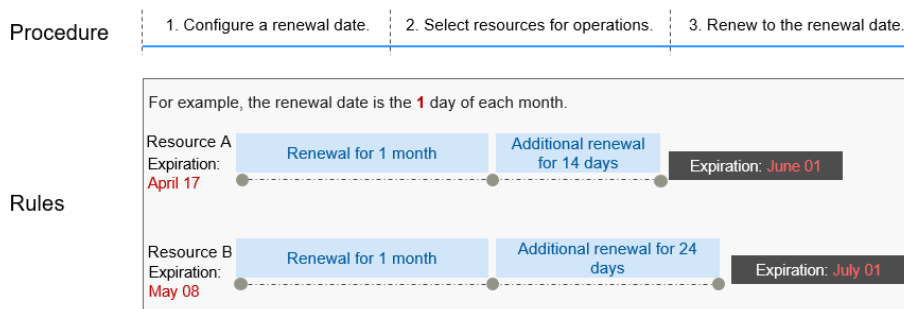 Procedure
1. Configure a renewal date.
2. Select resources for operations.
3. Renew to the renewal date.
Rules
For example, the renewal date is the 1 day of each month.
Resource A
Expiration:
April 17
Renewal for 1 month
Additional renewal
for 14 days
Expiration: June 01
Resource B
Expiration:
May 08
Renewal for 1 month
Additional renewal for 24
days
Expiration: July 01